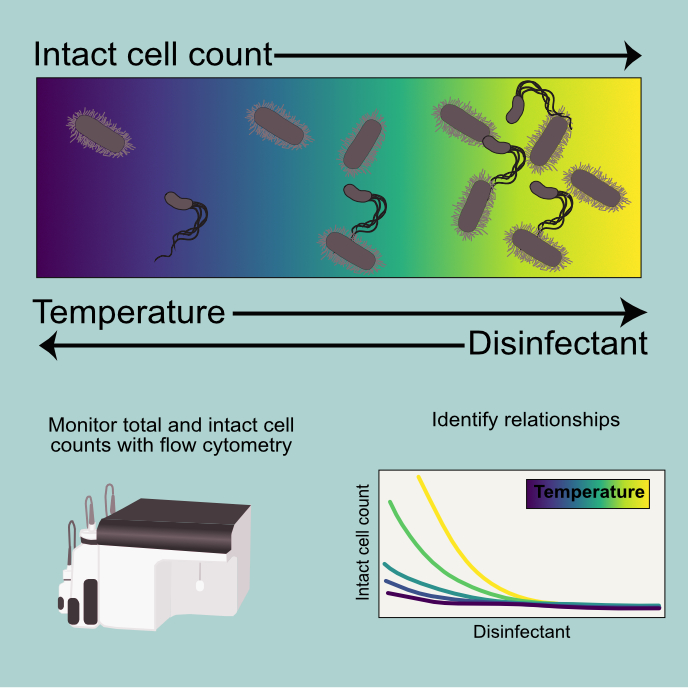 Intact cell count
Temperature
Disinfectant
Monitor total and intact cell
counts with flow cytometry
Identify relationships
Temperature
Intact cell count
Disinfectant